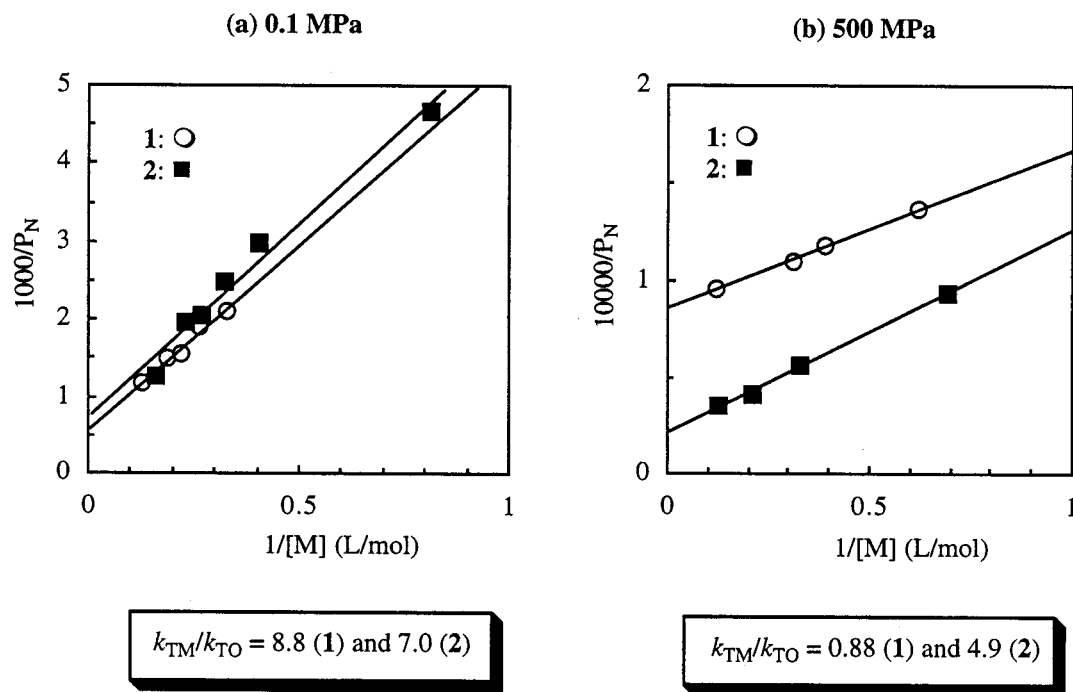 (a) 0.1 MPa
5
4
3
2
1
0
1000/P_N
1:
2:
0
0.5
1
1/[M] (L/mol)
k_TM/k_TO = 8.8 (1) and 7.0 (2)
(b) 500 MPa
2
1
0
10000/P_N
1:
2:
0
0.5
1
1/[M] (L/mol)
k_TM/k_TO = 0.88 (1) and 4.9 (2)